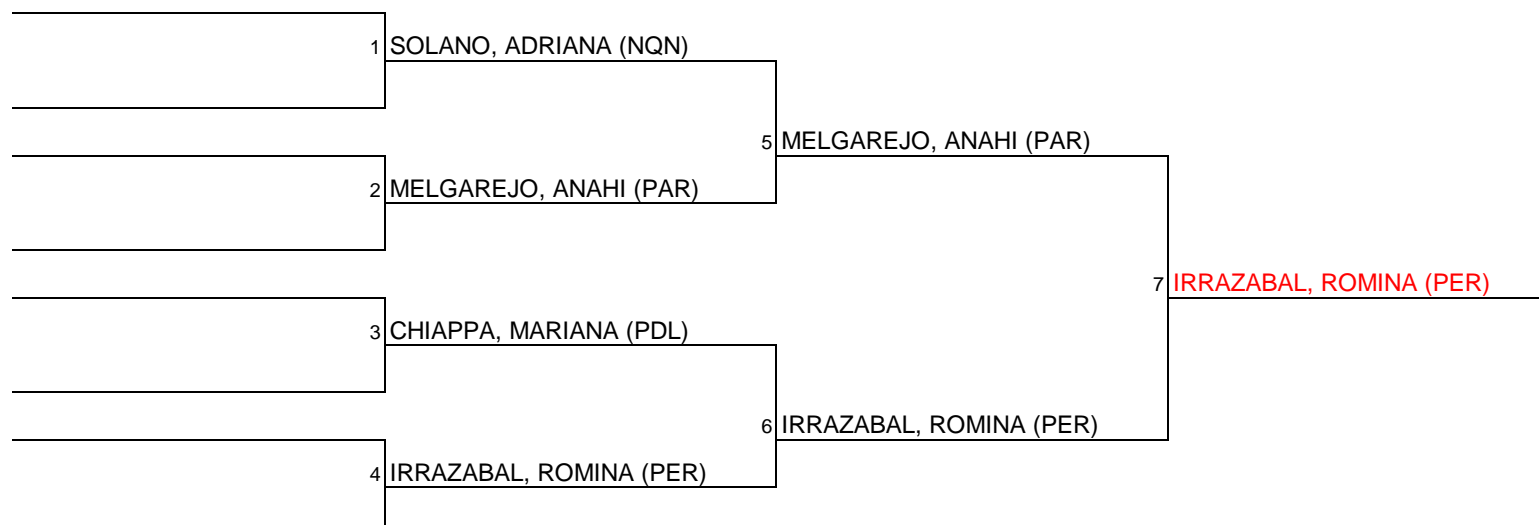 1 SOLANO, ADRIANA (NQN)
5 MELGAREJO, ANAHI (PAR)
2 MELGAREJO, ANAHI (PAR)
7 IRRAZABAL, ROMINA (PER)
3 CHIAPPA, MARIANA (PDL)
6 IRRAZABAL, ROMINA (PER)
4 IRRAZABAL, ROMINA (PER)